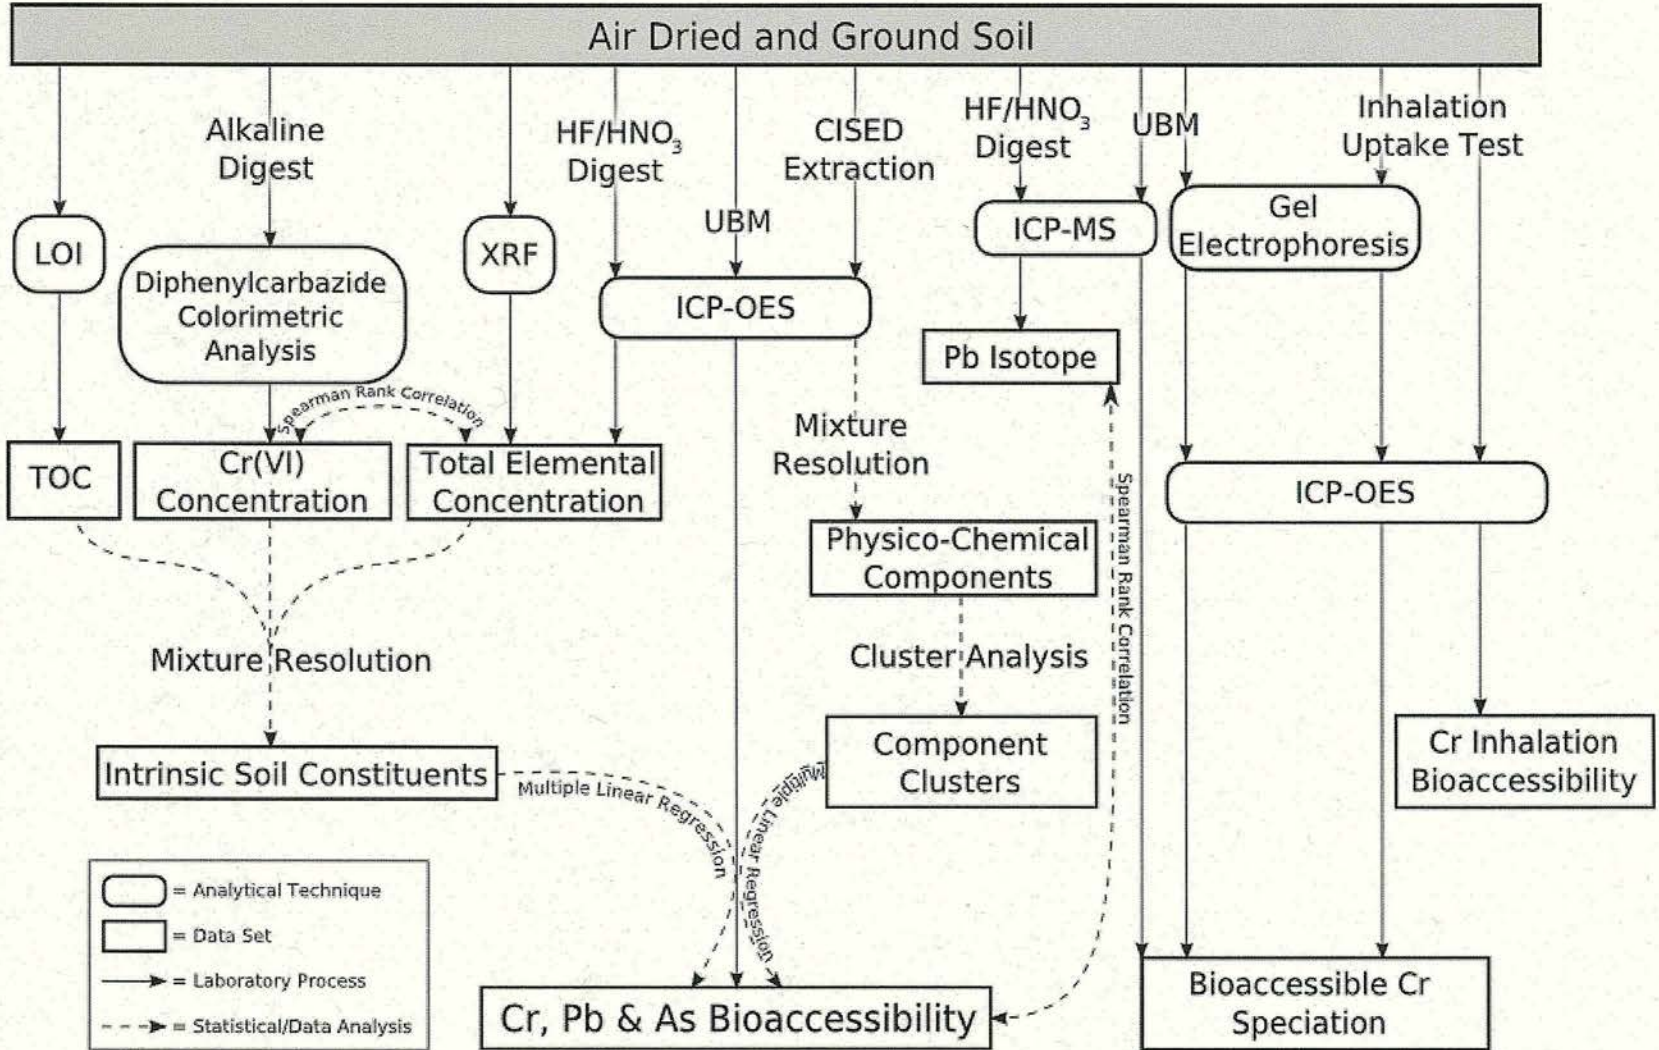 Air Dried and Ground Soil
Alkaline
Digest
HF/HNO₃
Digest
UBM
CISED
Extraction
HF/HNO₃
Digest
UBM
Inhalation
Uptake Test
LOI
Diphenylcarbazide
Colorimetric
Analysis
XRF
ICP-OES
ICP-MS
Gel
Electrophoresis
Pb Isotope
Spearman Rank Correlation
Mixture
Resolution
TOC
Cr(VI)
Concentration
Total Elemental
Concentration
ICP-OES
Physico-Chemical
Components
Spearman Rank Correlation
Mixture Resolution
Cluster Analysis
Intrinsic Soil Constituents
Multiple Linear Regression
Component
Clusters
Multiple Linear Regression
Cr Inhalation
Bioaccessibility
= Analytical Technique
= Data Set
= Laboratory Process
= Statistical/Data Analysis
Cr, Pb & As Bioaccessibility
Bioaccessible Cr
Speciation